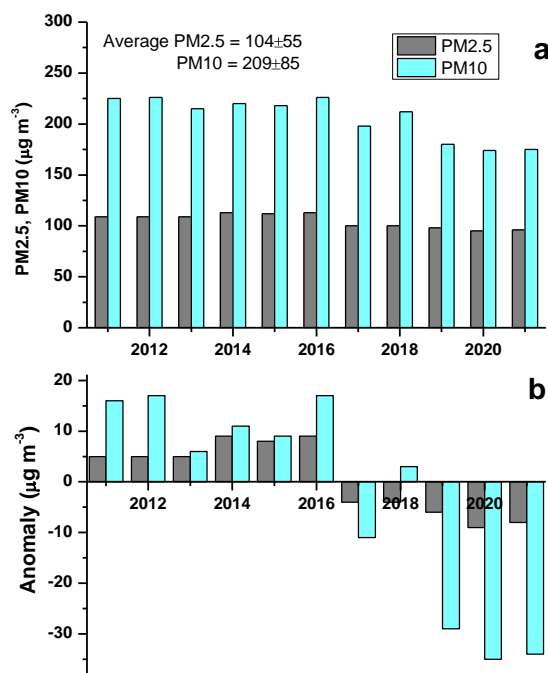 300
Average PM2.5 = 104±55
PM10 = 209±85
PM2.5
PM10
a
250
200
150
100
50
0
PM2.5, PM10 (µg m⁻³)
2012 2014 2016 2018 2020
b
20
10
0
-10
-20
-30
Anomaly (µg m⁻³)
2012 2014 2016 2018 2020